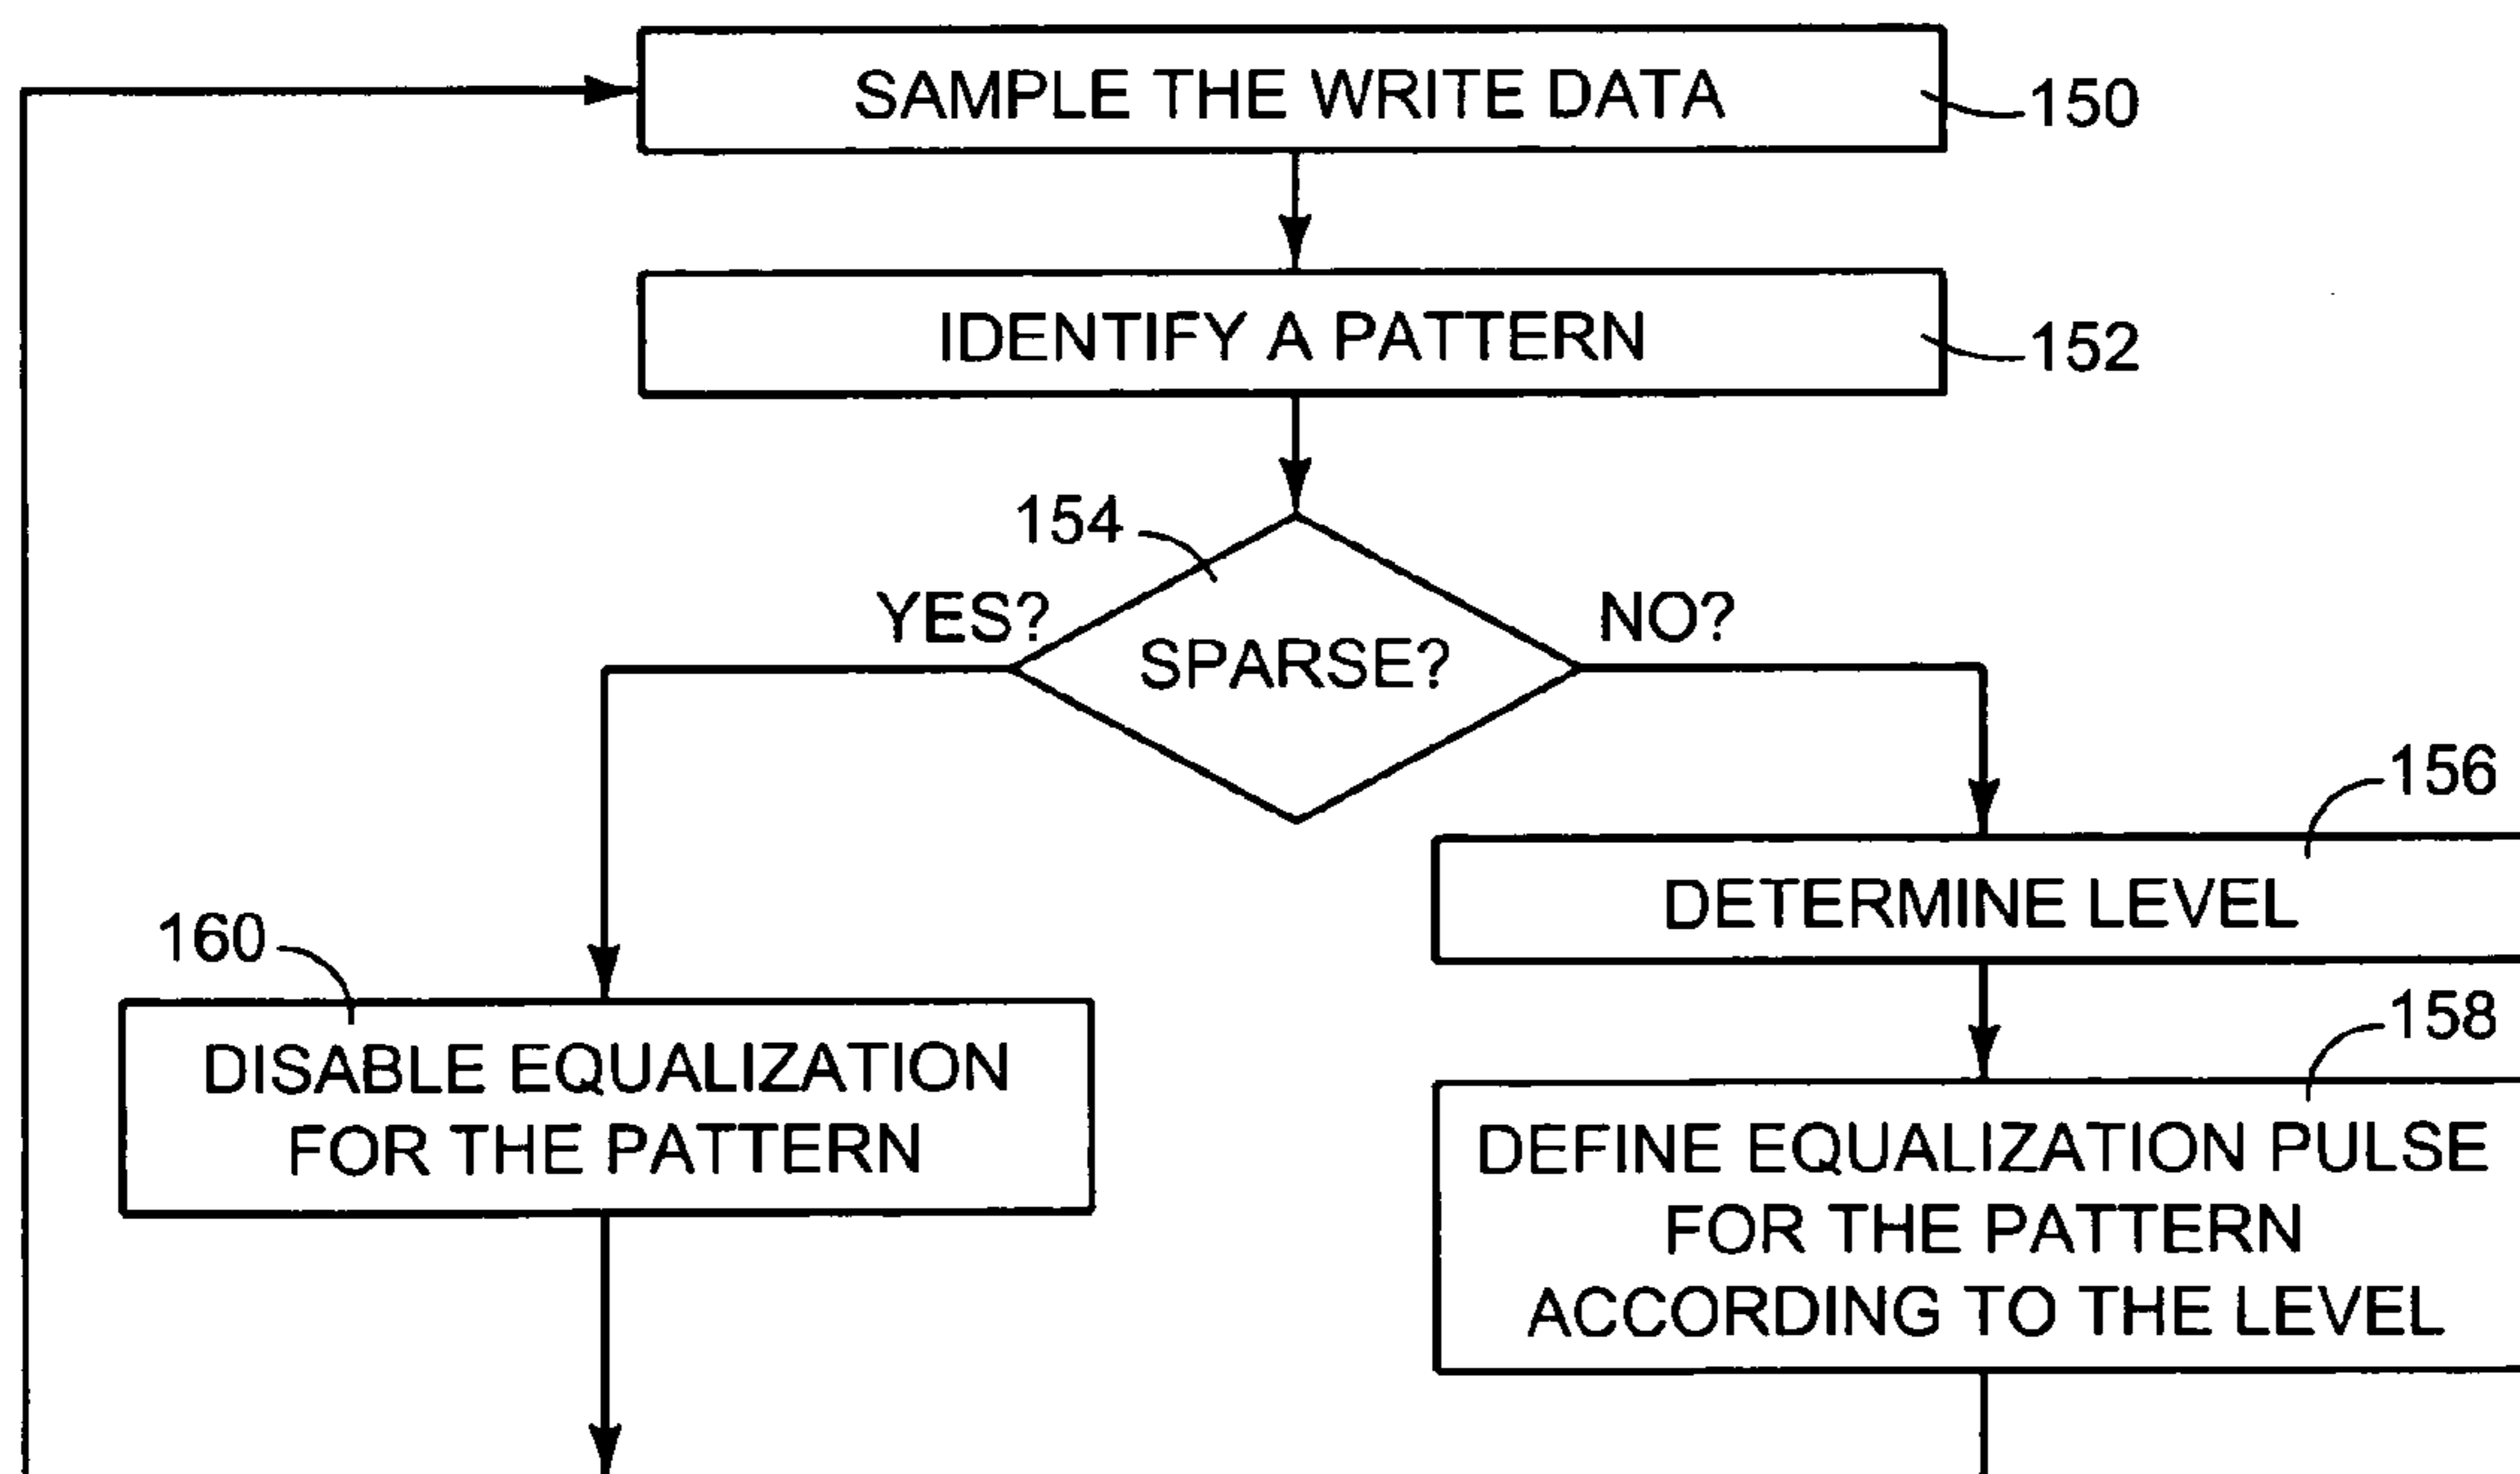 SAMPLE THE WRITE DATA
150
IDENTIFY A PATTERN
152
154
YES?
NO?
SPARSE?
156
DETERMINE LEVEL
160
DISABLE EQUALIZATION
FOR THE PATTERN
158
DEFINE EQUALIZATION PULSE
FOR THE PATTERN
ACCORDING TO THE LEVEL